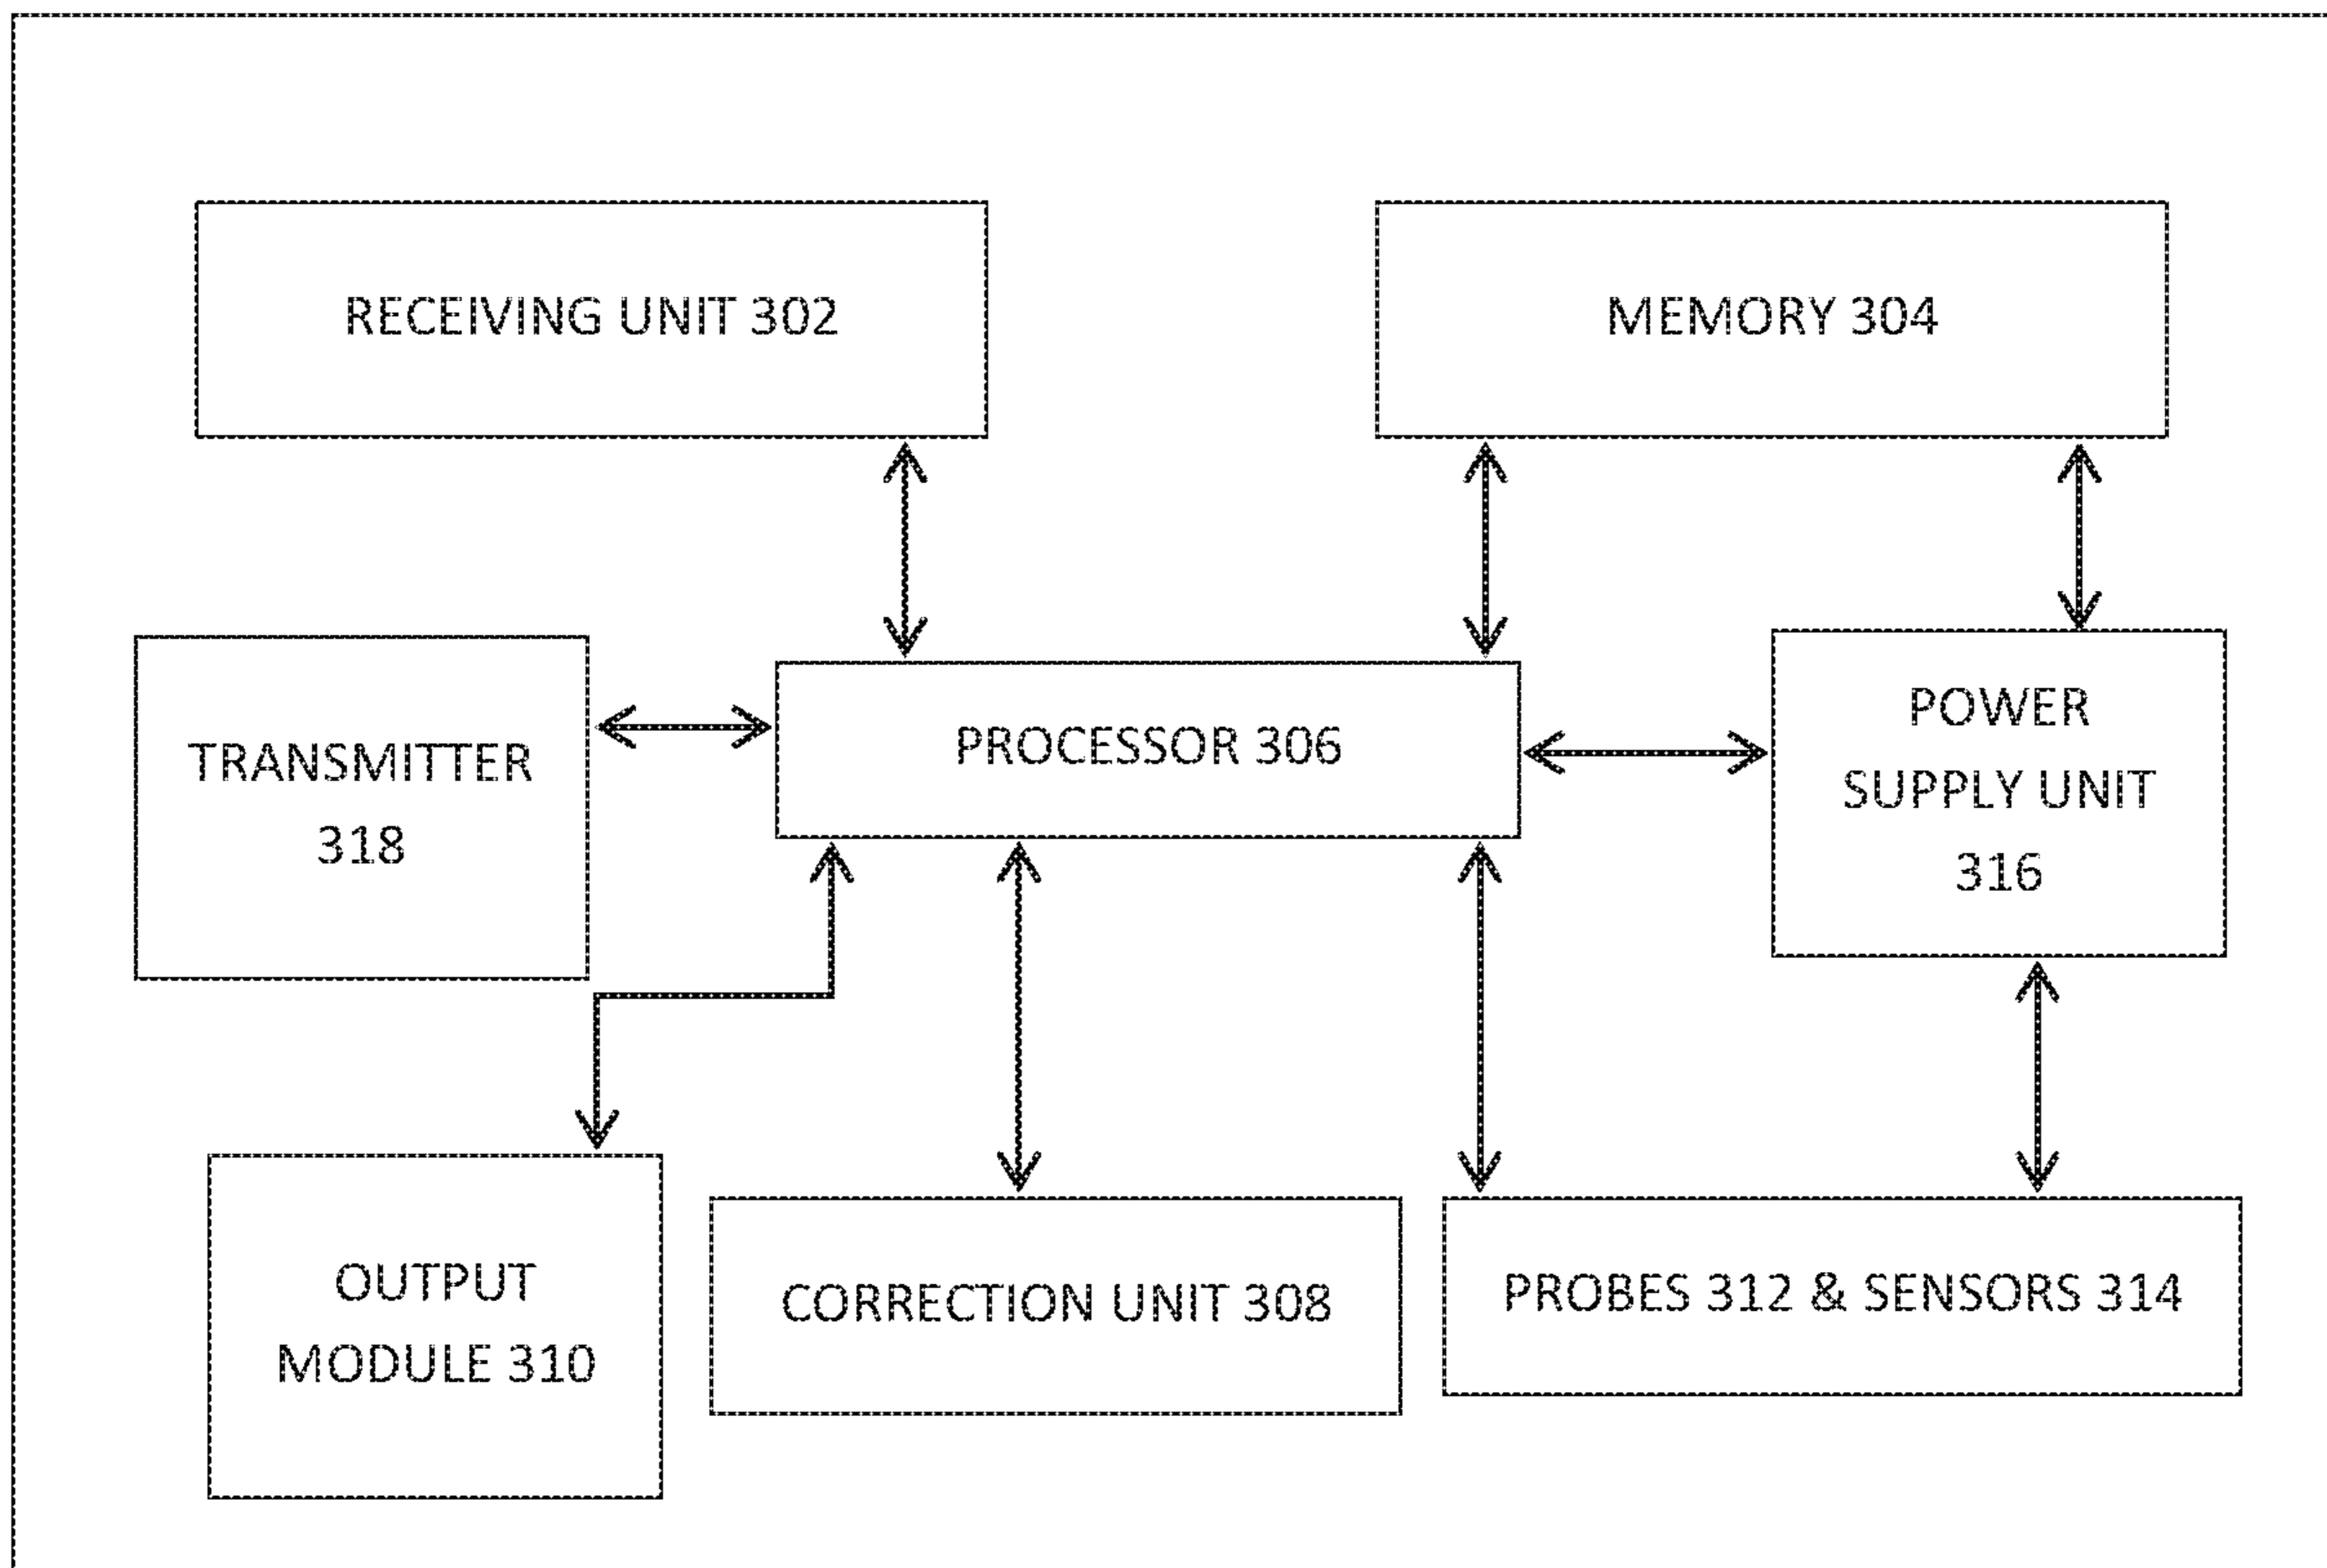 RECEIVING UNIT 302
MEMORY 304
TRANSMITTER
318
PROCESSOR 306
POWER
SUPPLY UNIT
316
OUTPUT
MODULE 310
CORRECTION UNIT 308
PROBES 312 & SENSORS 314